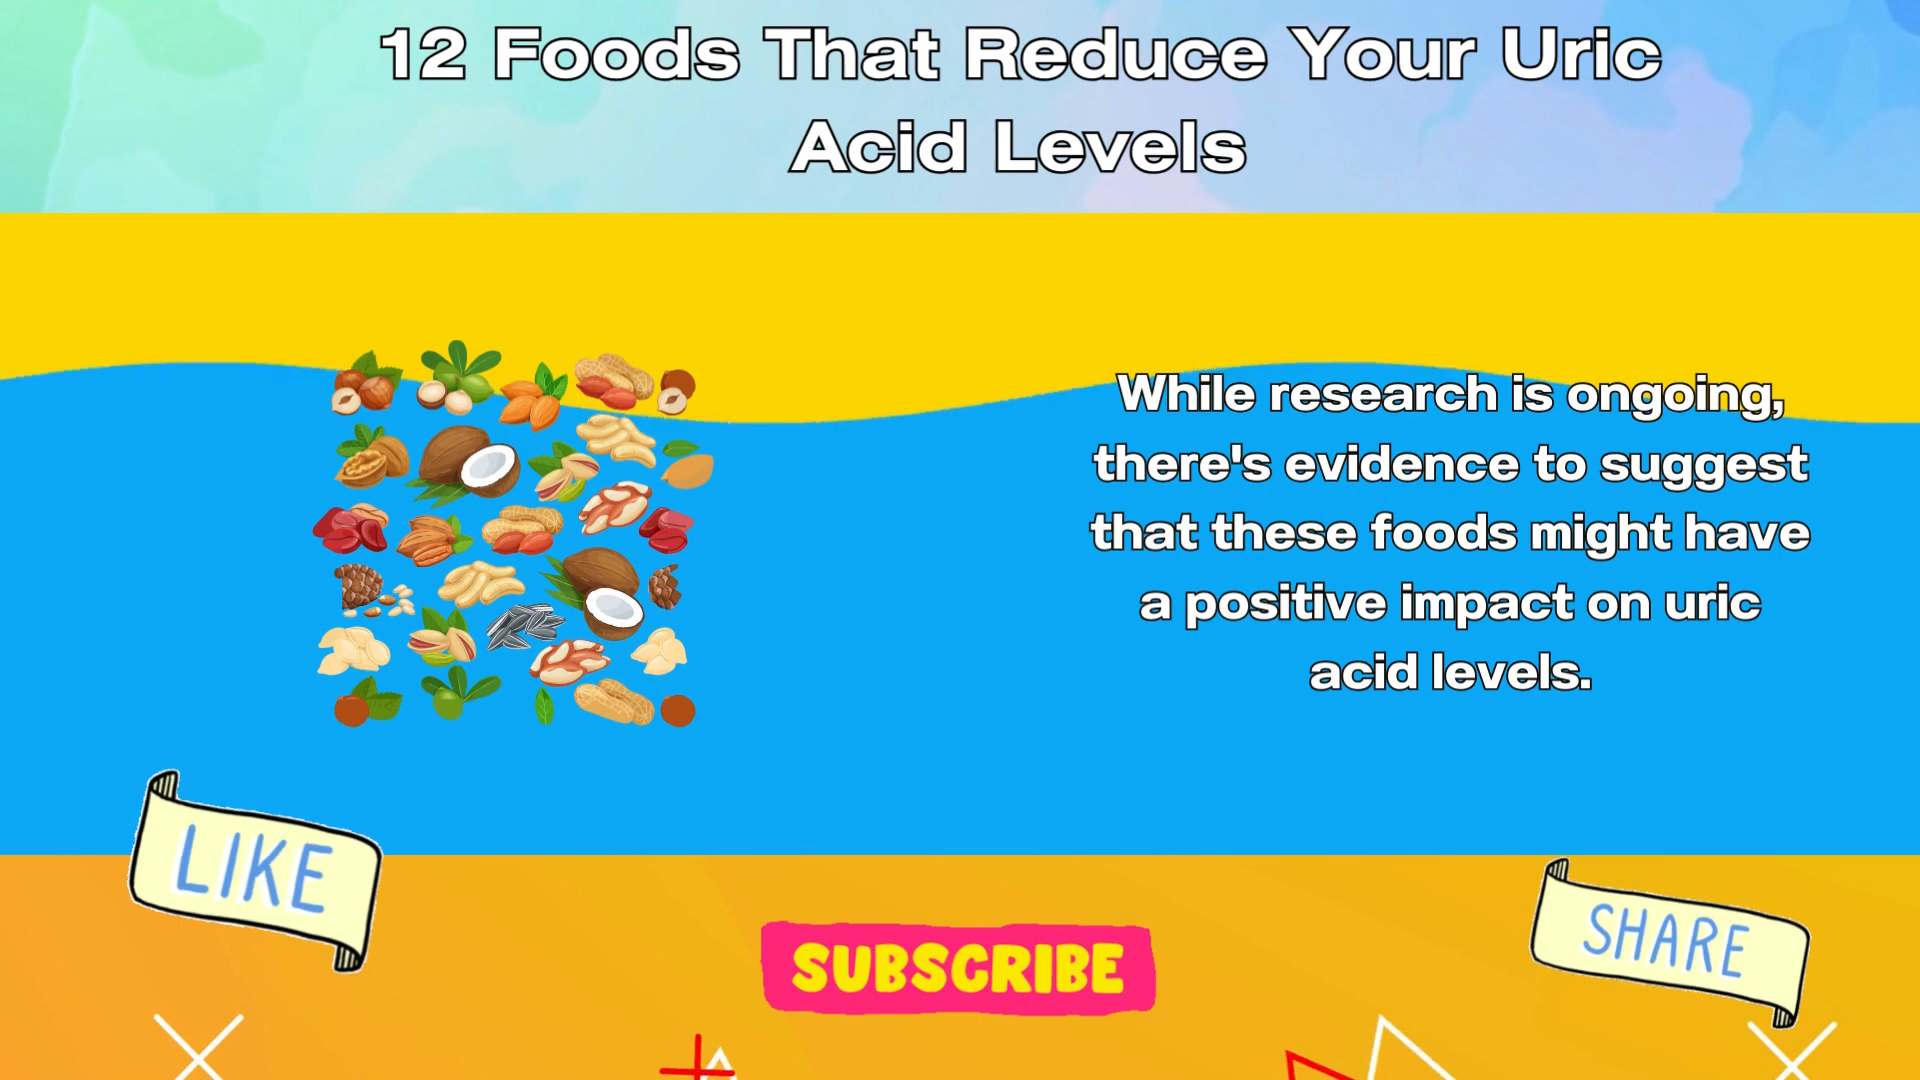 12 Foods That Reduce Your Uric
Acid Levels
While research is ongoing,
there's evidence to suggest
that these foods might have
a positive impact on uric
acid levels.
LIKE
SUBSCRIBE
SHARE